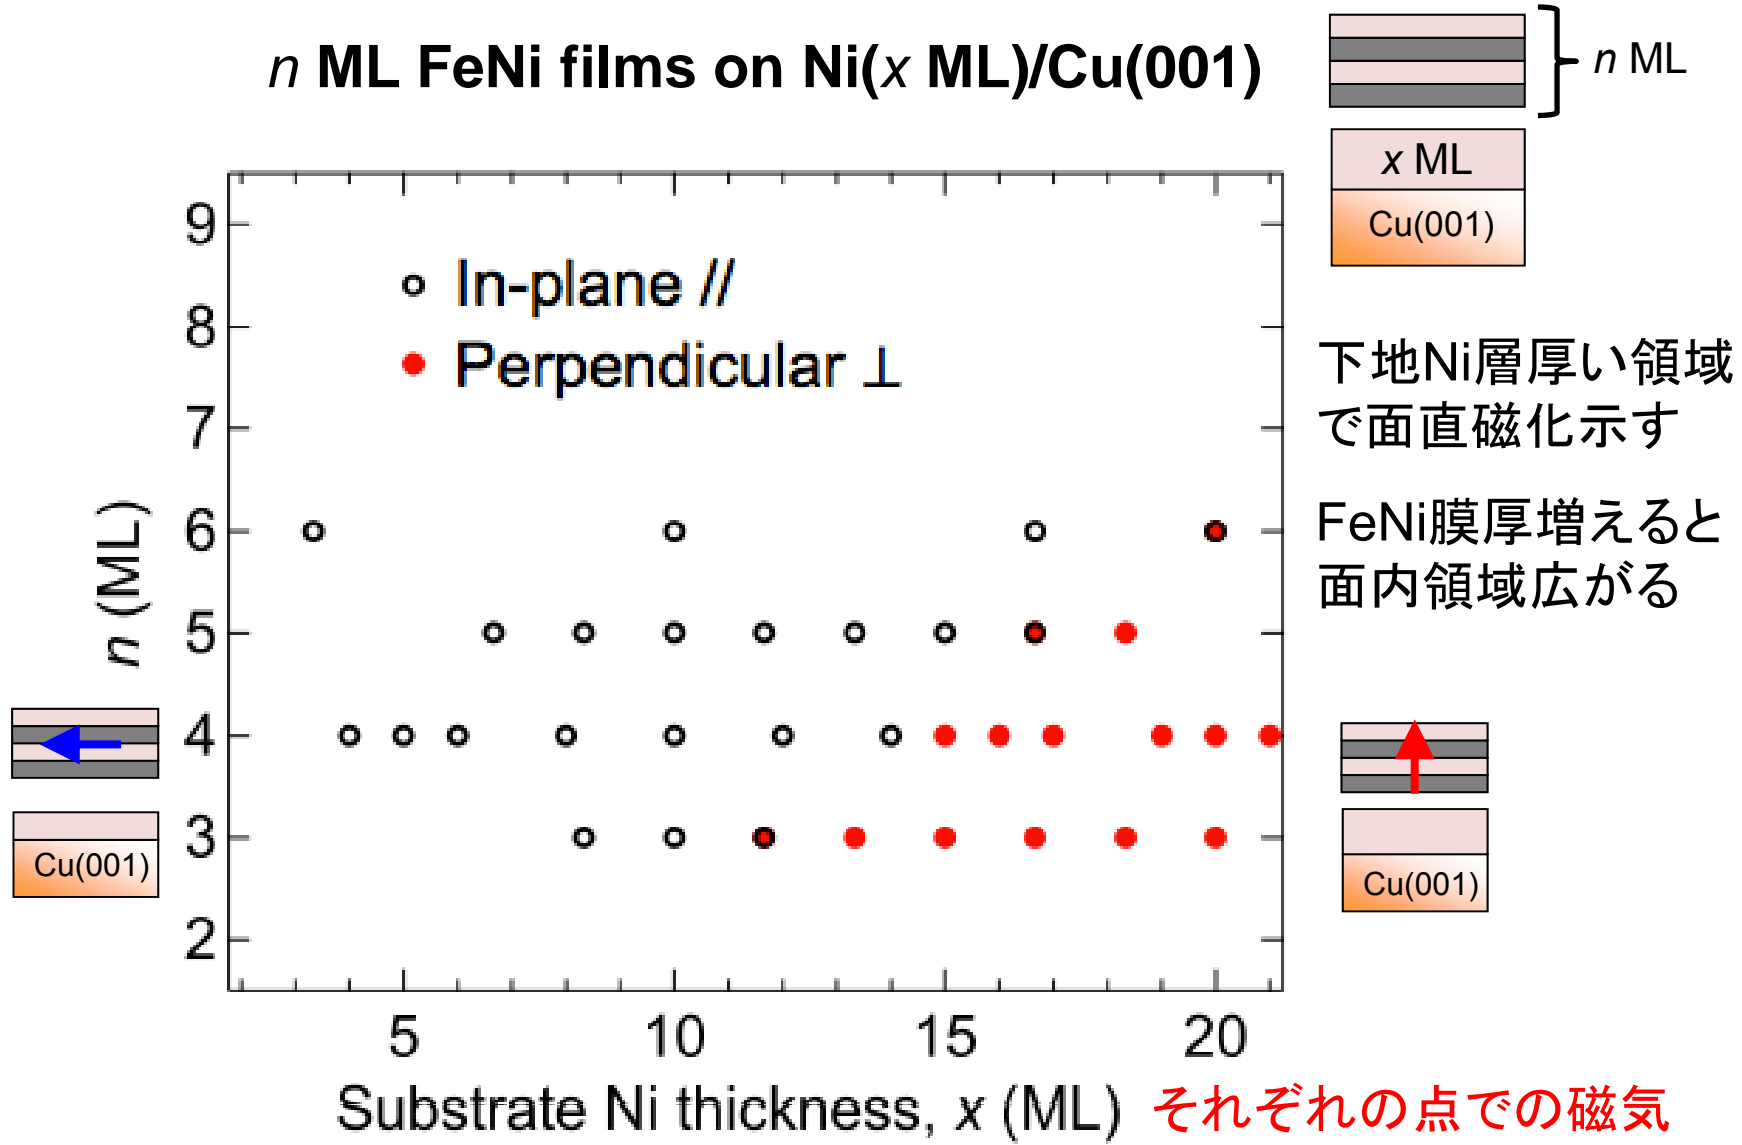 n ML FeNi films on Ni(x ML)/Cu(001)
n ML
x ML
Cu(001)
9
8
7
6
5
4
3
2
In-plane //
Perpendicular ⊥
n (ML)
下地Ni層厚い領域
で面直磁化示す
FeNi膜厚増えると
面内領域広がる
Cu(001)
Cu(001)
5 10 15 20
Substrate Ni thickness, x (ML)
それぞれの点での磁気